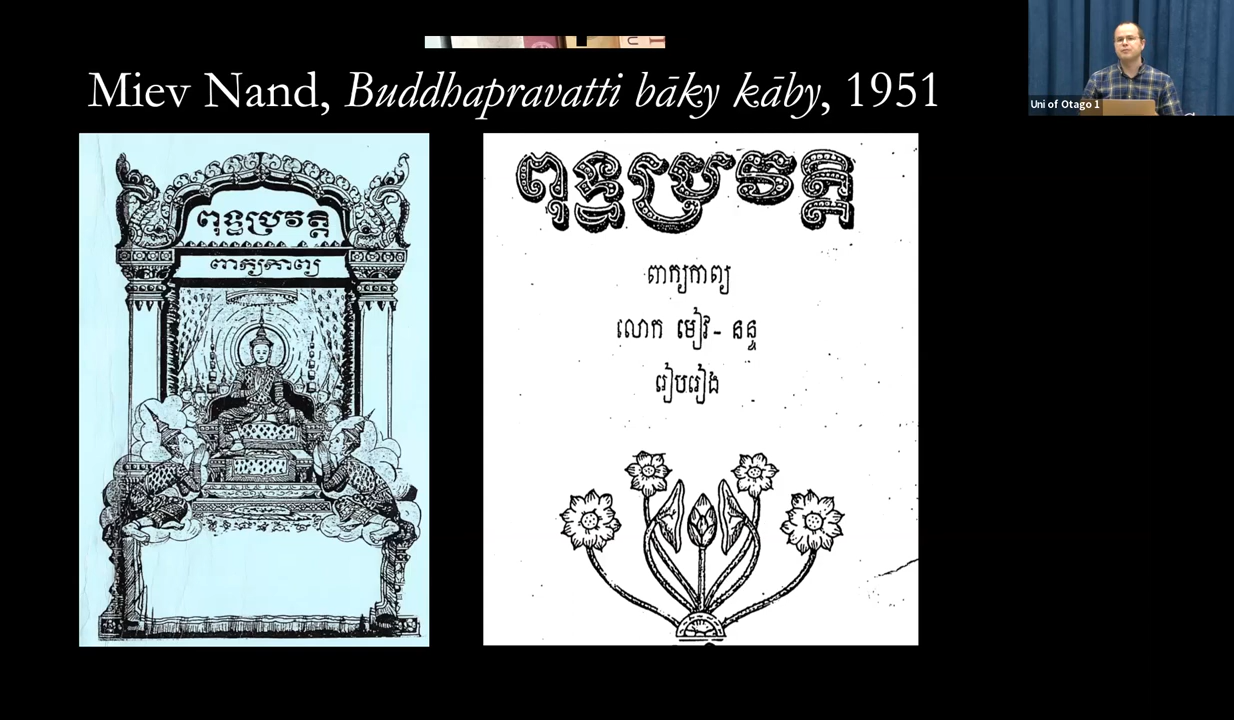 Miev Nand, Buddhapravatti bāky kāby, 1951
Uni of Otago 1
ពុទ្ធប្រវត្តិ
ពាក្យកាព្យ
ពុទ្ធប្រវត្តិ
ពាក្យកាព្យ
លោក មៀវ - នន្ទ
រៀបរៀង